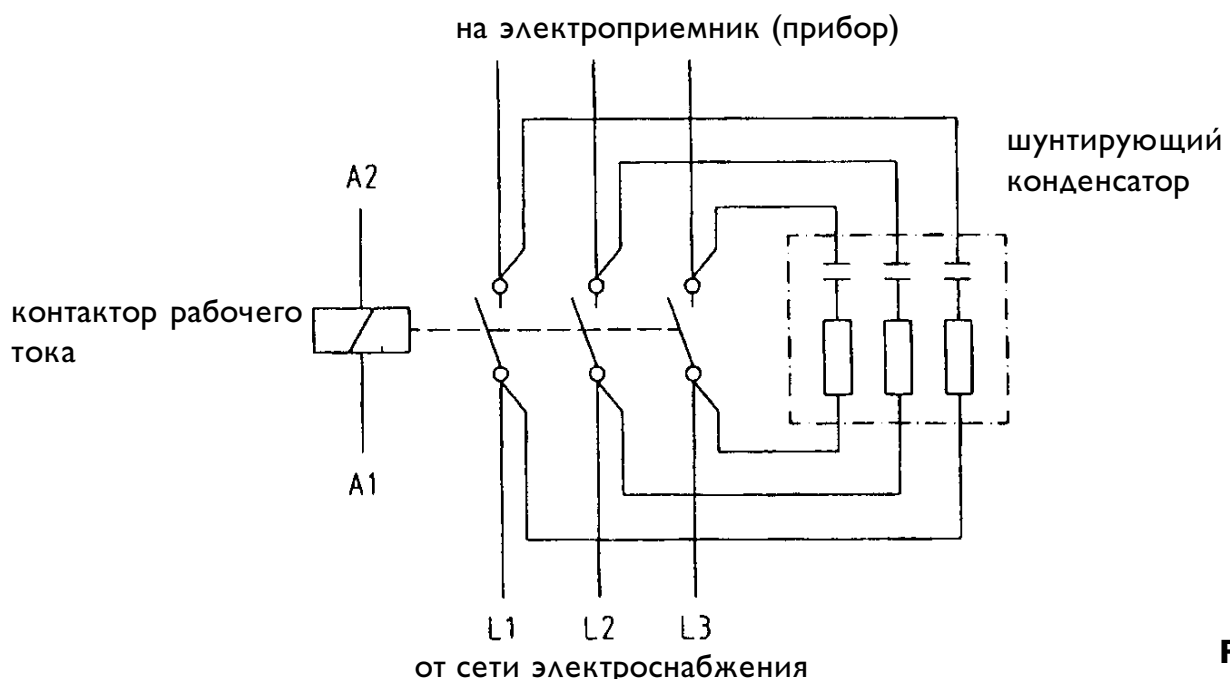 на электроприемник (прибор)
шунтирующий
конденсатор
A2
контактор рабочего
тока
A1
L1 L2 L3
от сети электроснабжения